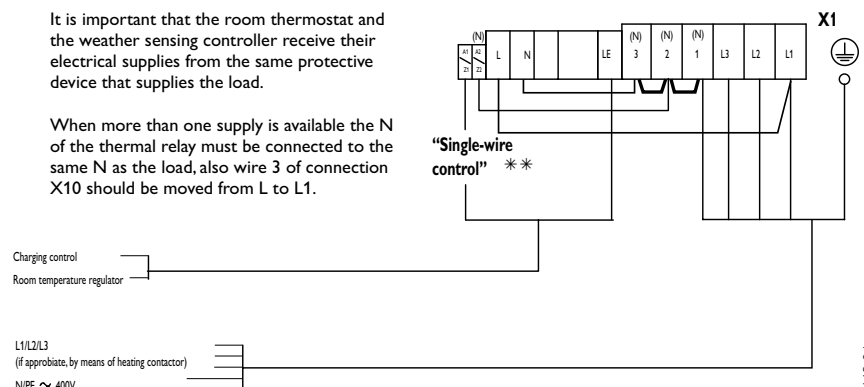 It is important that the room thermostat and
the weather sensing controller receive their
electrical supplies from the same protective
device that supplies the load.
When more than one supply is available the N
of the thermal relay must be connected to the
same N as the load, also wire 3 of connection
X10 should be moved from L to L1.
X1
(N) (N) (N) (N)
A1 A2 L N LE 3 2 1 L3 L2 L1
Z1 Z2
“Single-wire
control” **
Charging control
Room temperature regulator
L1/L2/L3
(if approbiate, by means of heating contactor)
N/PE ~ 400V